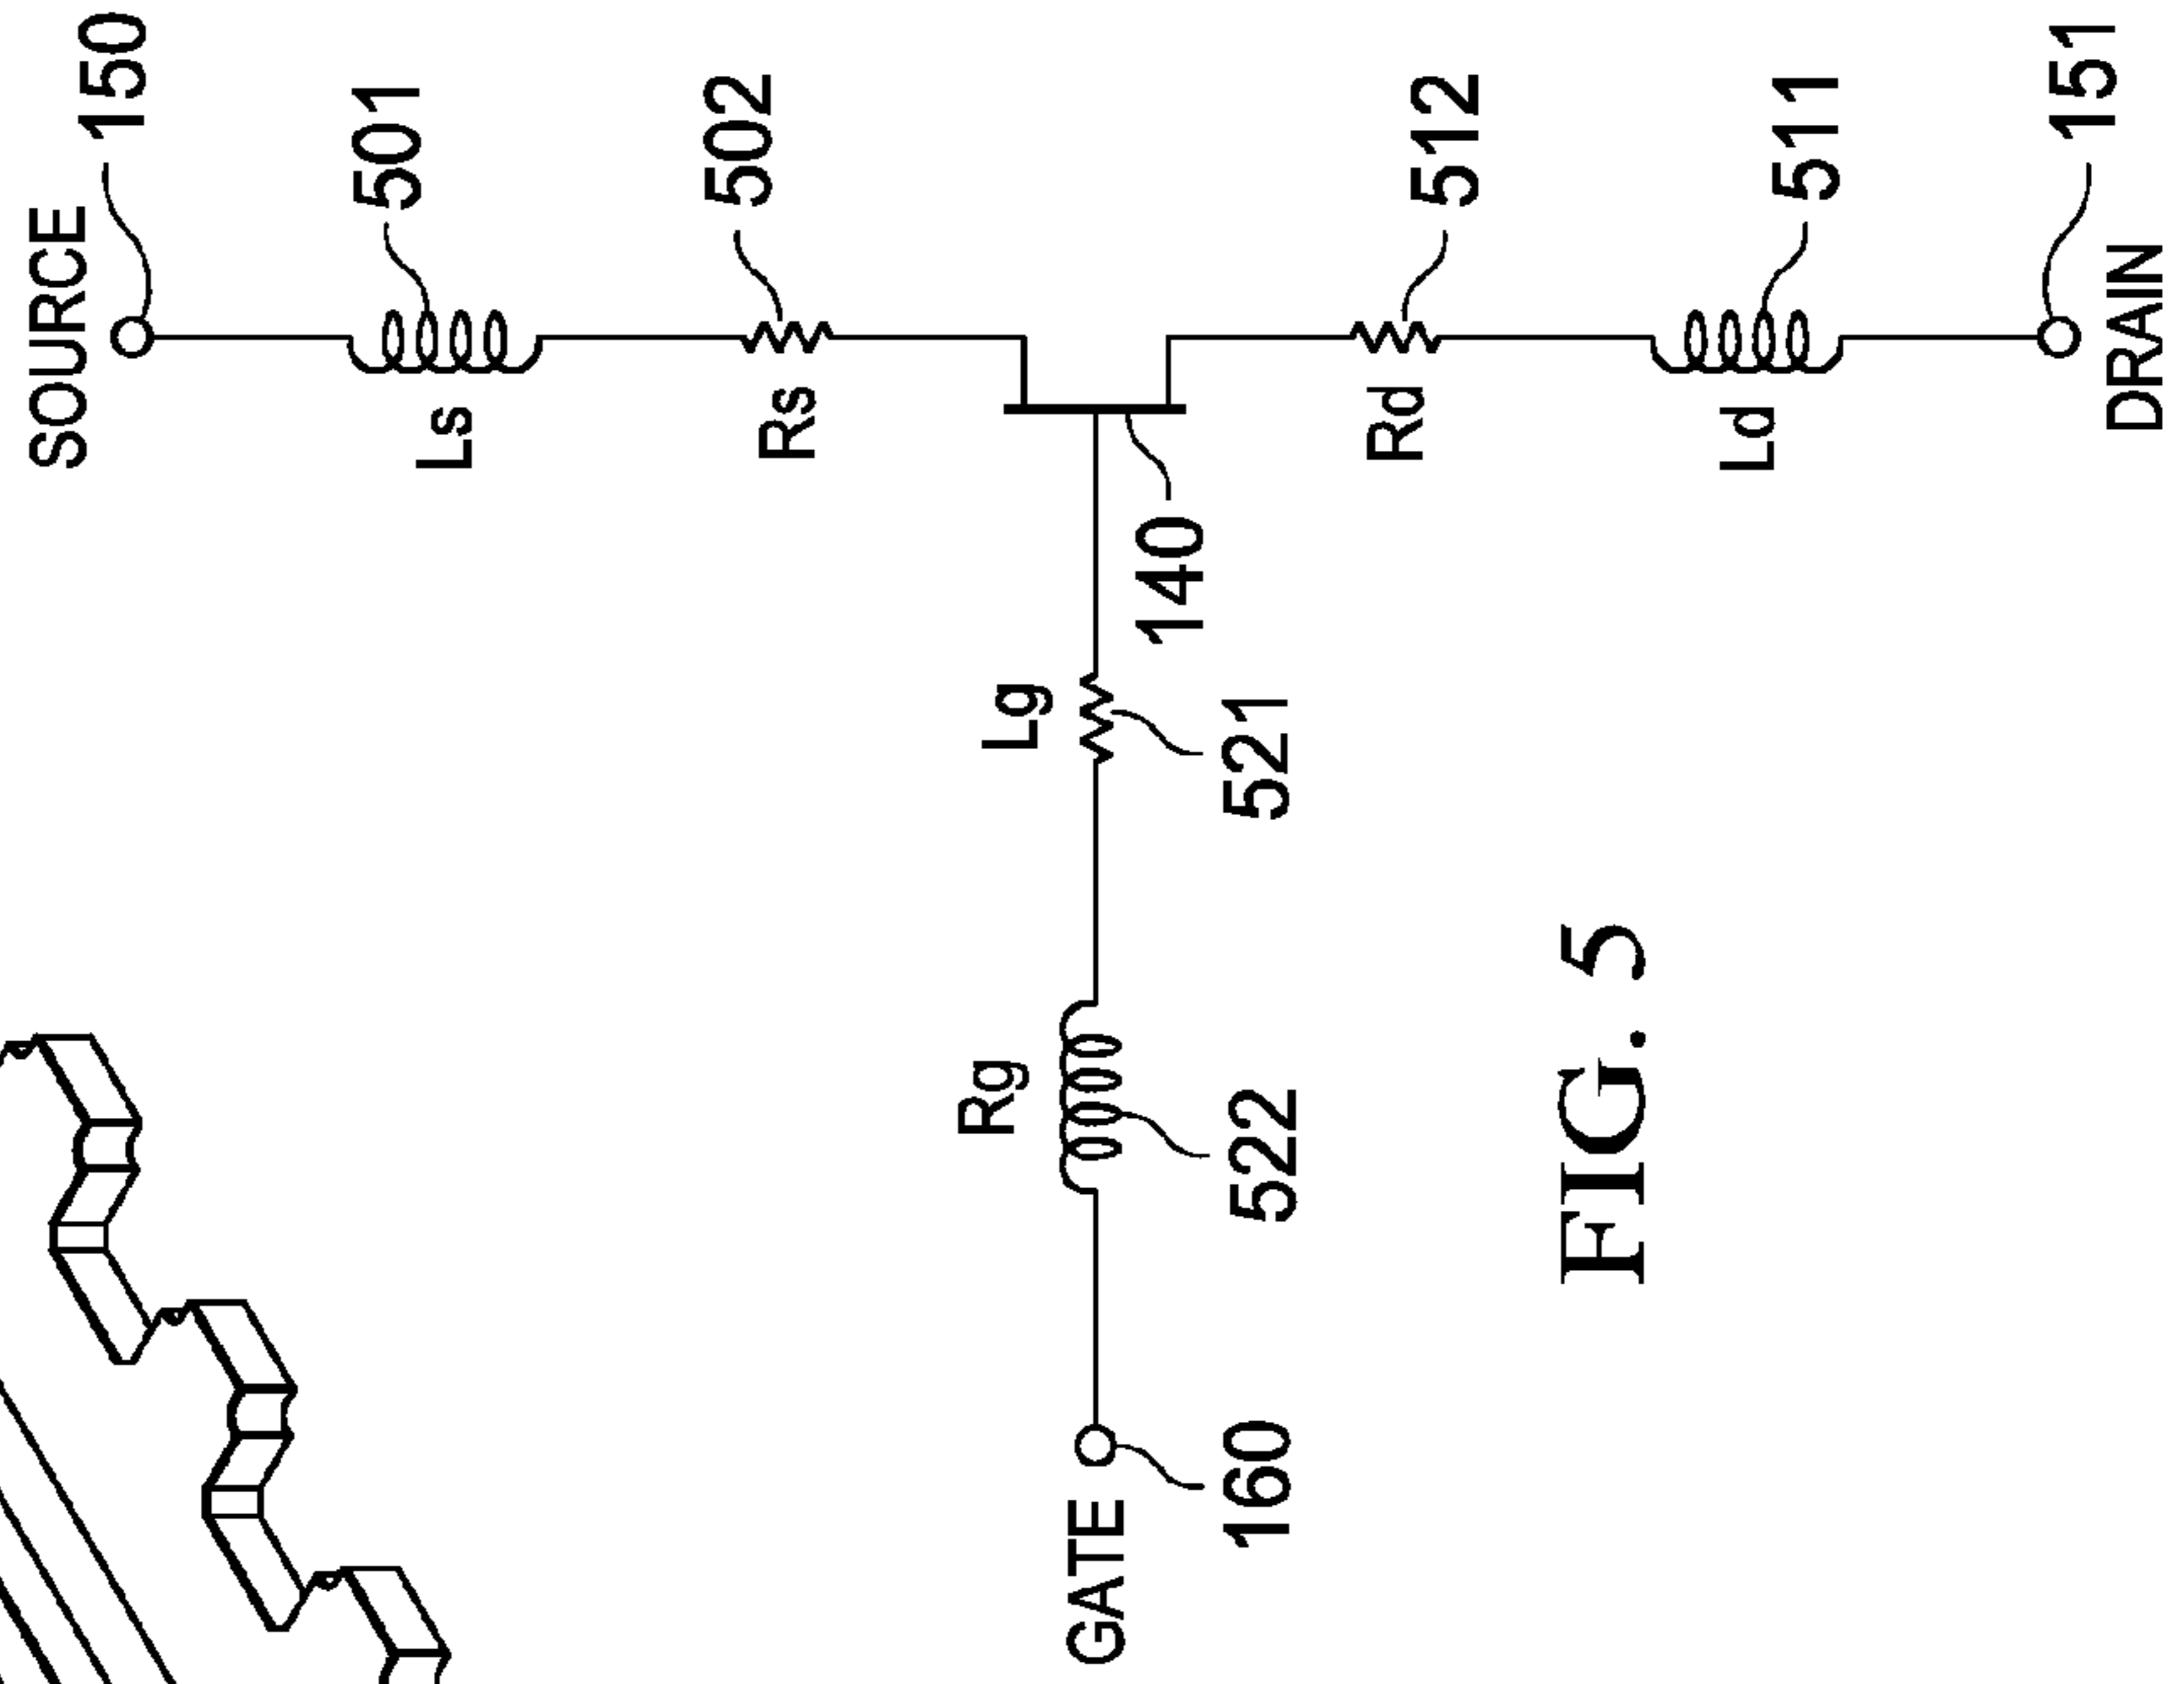 SOURCE
150
501
Ls
502
Rs
140
512
Rd
511
Ld
151
DRAIN
Lg
521
Rg
522
GATE
160
FIG. 5